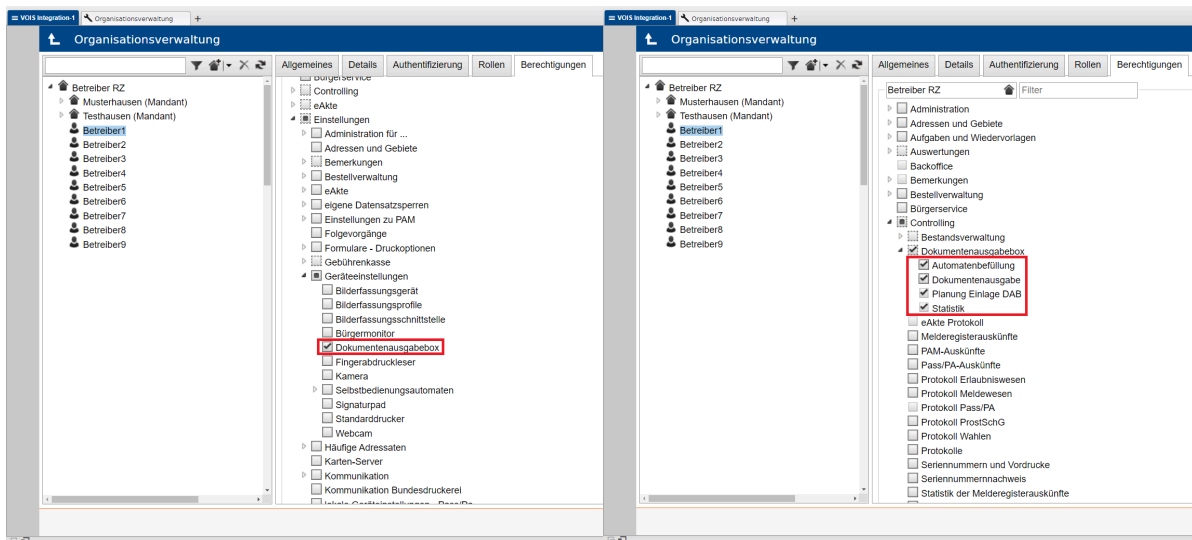 VOIS Integration-1 Organisationsverwaltung +
Organisationsverwaltung
Allgemeines Details Authentifizierung Rollen Berechtigungen
Betreiber RZ
Musterhausen (Mandant)
Testhausen (Mandant)
Betreiber1
Betreiber2
Betreiber3
Betreiber4
Betreiber5
Betreiber6
Betreiber7
Betreiber8
Betreiber9
Bürgerservice
Controlling
eAkte
Einstellungen
Administration für ...
Adressen und Gebiete
Bemerkungen
Bestellverwaltung
eAkte
eigene Datensatzsperren
Einstellungen zu PAM
Folgevorgänge
Formulare - Druckoptionen
Gebührenkasse
Geräteeinstellungen
Bilderfassungsgerät
Bilderfassungsprofile
Bilderfassungsschnittstelle
Bürgermonitor
Dokumentenausgabebox
Fingerabdruckleser
Kamera
Selbstbedienungsautomaten
Signaturpad
Standarddrucker
Webcam
Häufige Adressaten
Karten-Server
Kommunikation
Kommunikation Bundesdruckerei
lokale Geräteeinstellungen - Pass/Pa
VOIS Integration-1 Organisationsverwaltung +
Organisationsverwaltung
Allgemeines Details Authentifizierung Rollen Berechtigungen
Betreiber RZ
Musterhausen (Mandant)
Testhausen (Mandant)
Betreiber1
Betreiber2
Betreiber3
Betreiber4
Betreiber5
Betreiber6
Betreiber7
Betreiber8
Betreiber9
Betreiber RZ Filter
Administration
Adressen und Gebiete
Aufgaben und Wiedervorlagen
Auswertungen
Backoffice
Bemerkungen
Bestellverwaltung
Bürgerservice
Controlling
Bestandsverwaltung
Dokumentenausgabebox
Automatenbefüllung
Dokumentenausgabe
Planung Einlage DAB
Statistik
eAkte Protokoll
Melderegisterauskünfte
PAM-Auskünfte
Pass/PA-Auskünfte
Protokoll Erlaubniswesen
Protokoll Meldewesen
Protokoll Pass/PA
Protokoll ProstSchG
Protokoll Wahlen
Protokolle
Seriennummern und Vordrucke
Seriennummernnachweis
Statistik der Melderegisterauskünfte